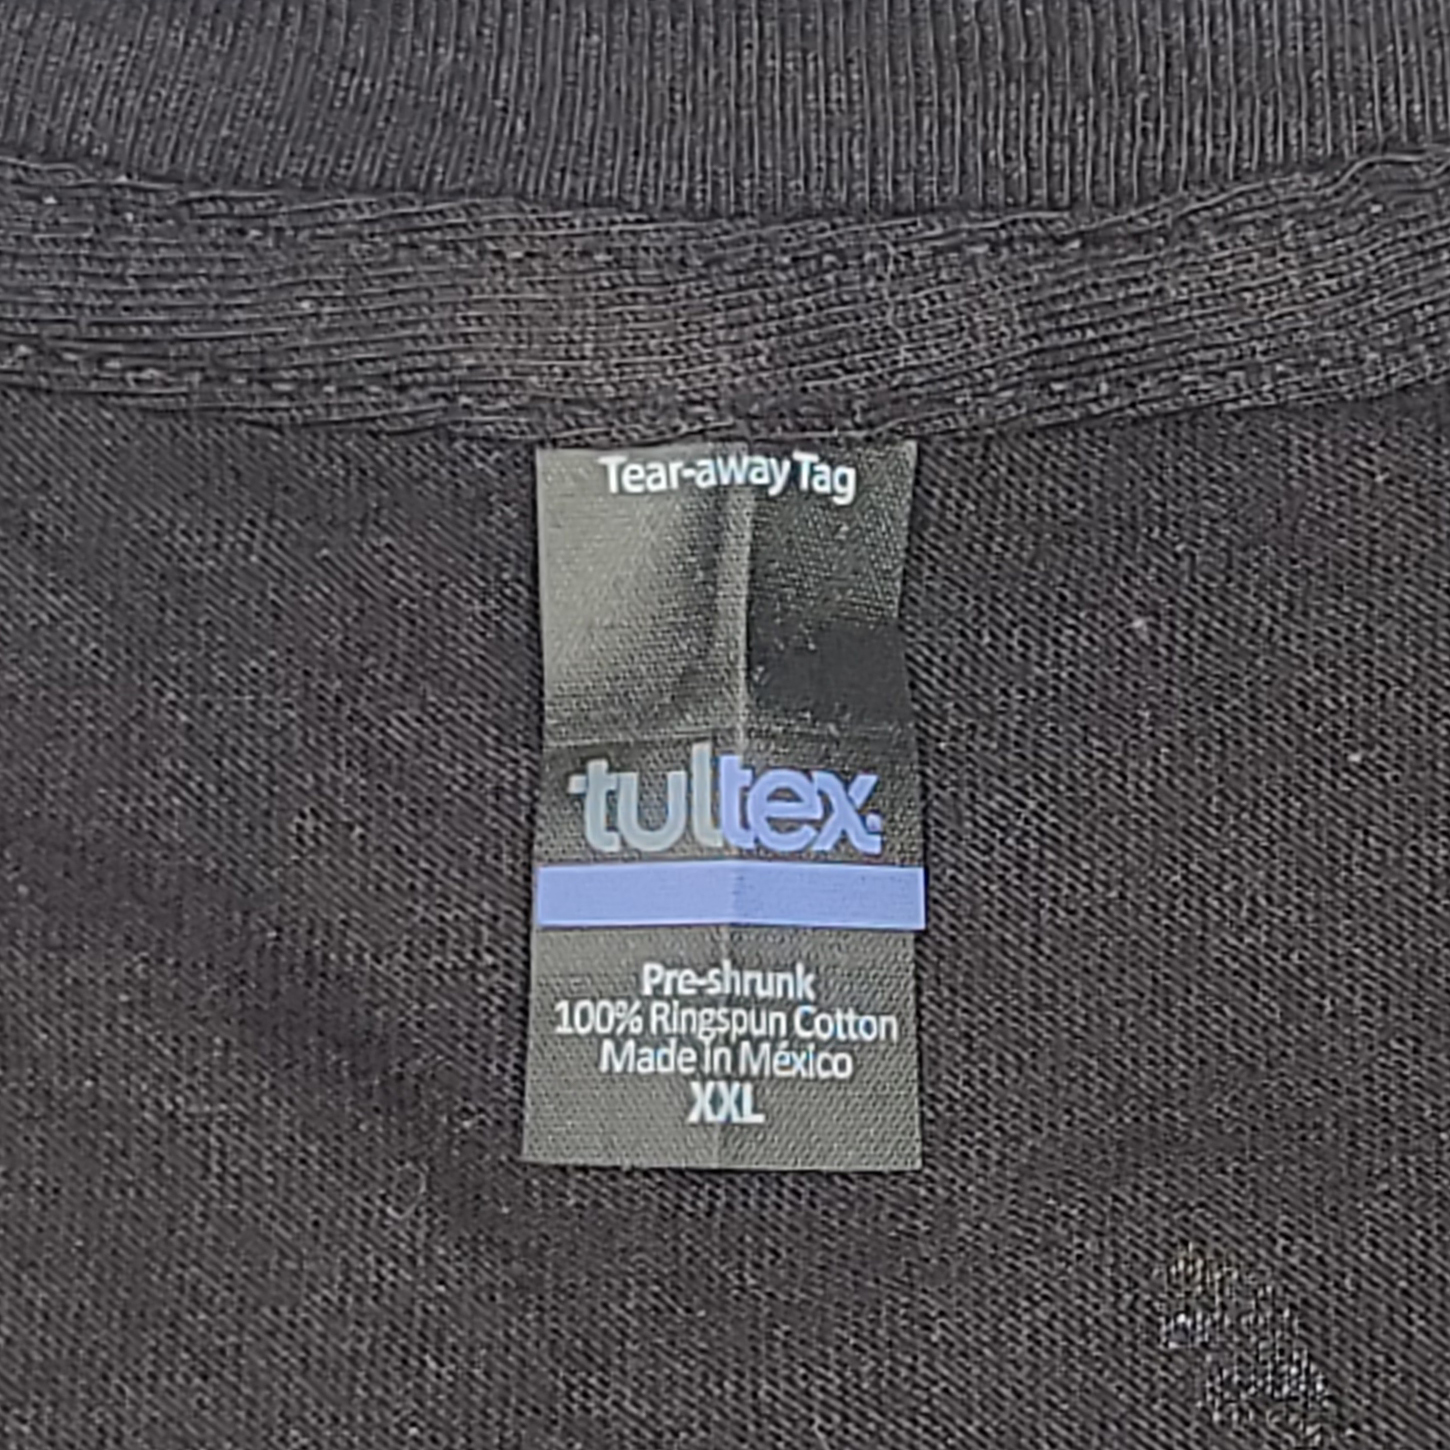 Tear-away Tag
tultex.
Pre-shrunk
100% Ringspun Cotton
Made in México
XXL